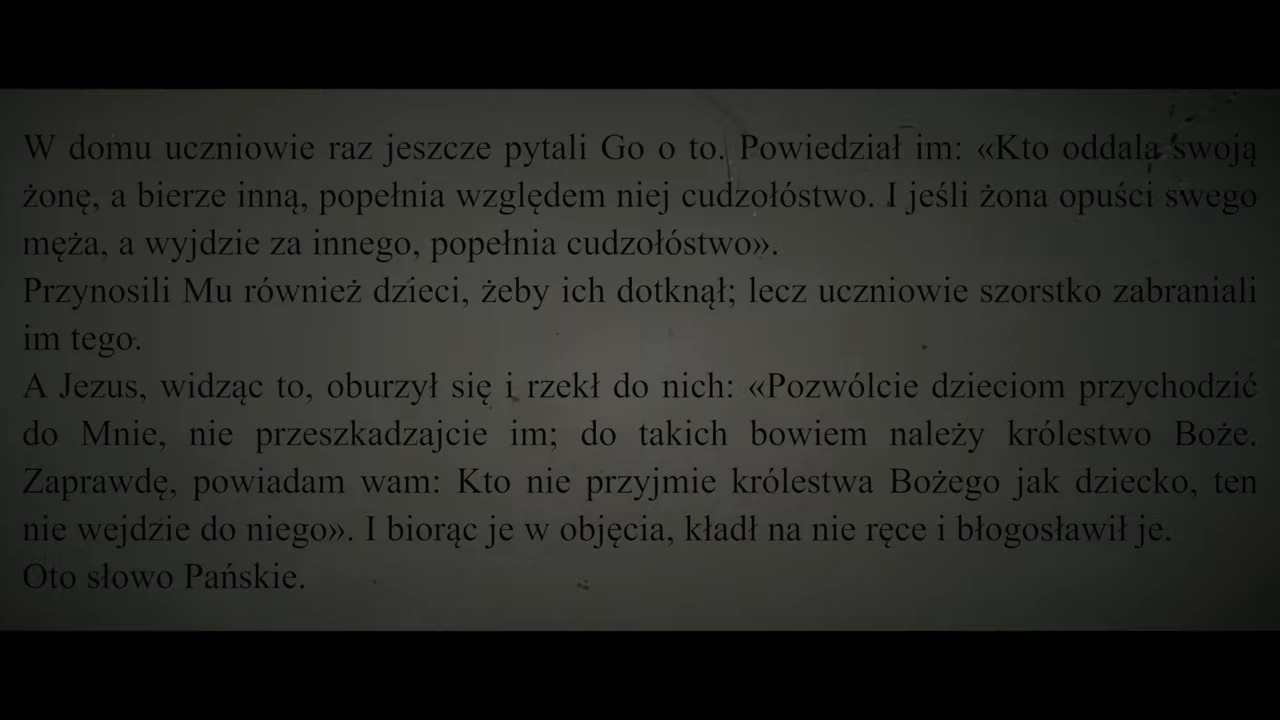 W domu uczniowie raz jeszcze pytali Go o to. Powiedział im: «Kto oddala swoją
żonę, a bierze inną, popełnia względem niej cudzołóstwo. I jeśli żona opuści swego
męża, a wyjdzie za innego, popełnia cudzołóstwo».
Przynosili Mu również dzieci, żeby ich dotknął; lecz uczniowie szorstko zabraniali
im tego.
A Jezus, widząc to, oburzył się i rzekł do nich: «Pozwólcie dzieciom przychodzić
do Mnie, nie przeszkadzajcie im; do takich bowiem należy królestwo Boże.
Zaprawdę, powiadam wam: Kto nie przyjmie królestwa Bożego jak dziecko, ten
nie wejdzie do niego». I biorąc je w objęcia, kładł na nie ręce i błogosławił je.
Oto słowo Pańskie.